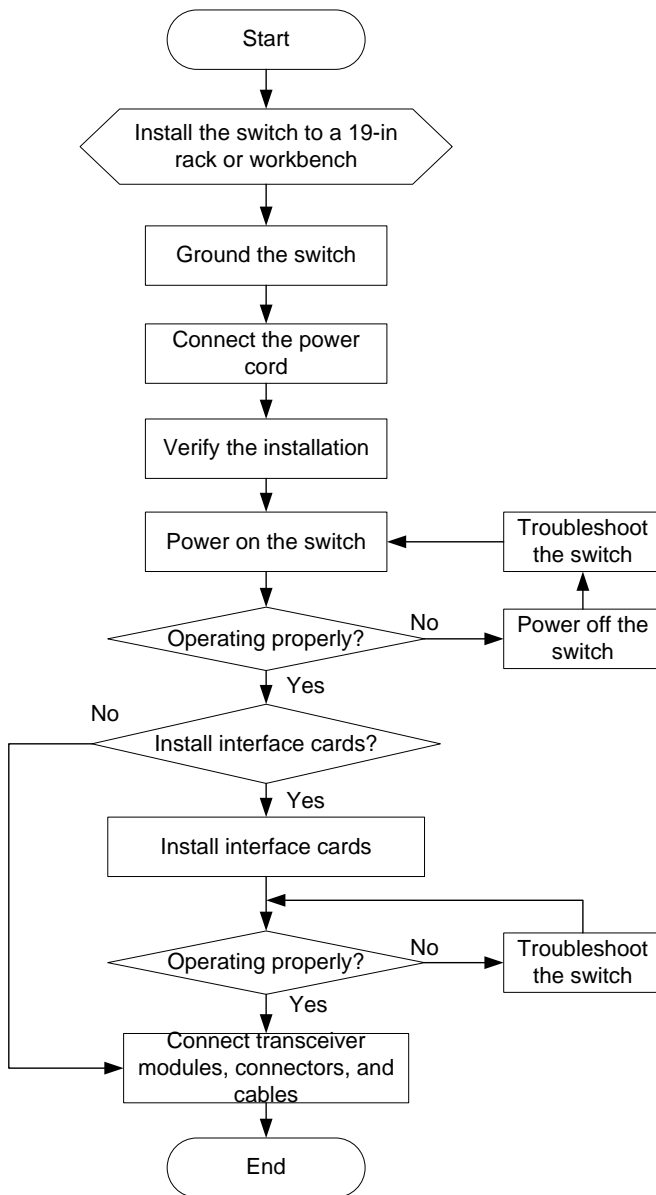 Start
Install the switch to a 19-in
rack or workbench
Ground the switch
Connect the power
cord
Verify the installation
Power on the switch
Troubleshoot
the switch
Operating properly?
No
Power off the
switch
Yes
No
Install interface cards?
Yes
Install interface cards
Operating properly?
No
Troubleshoot
the switch
Yes
Connect transceiver
modules, connectors, and
cables
End